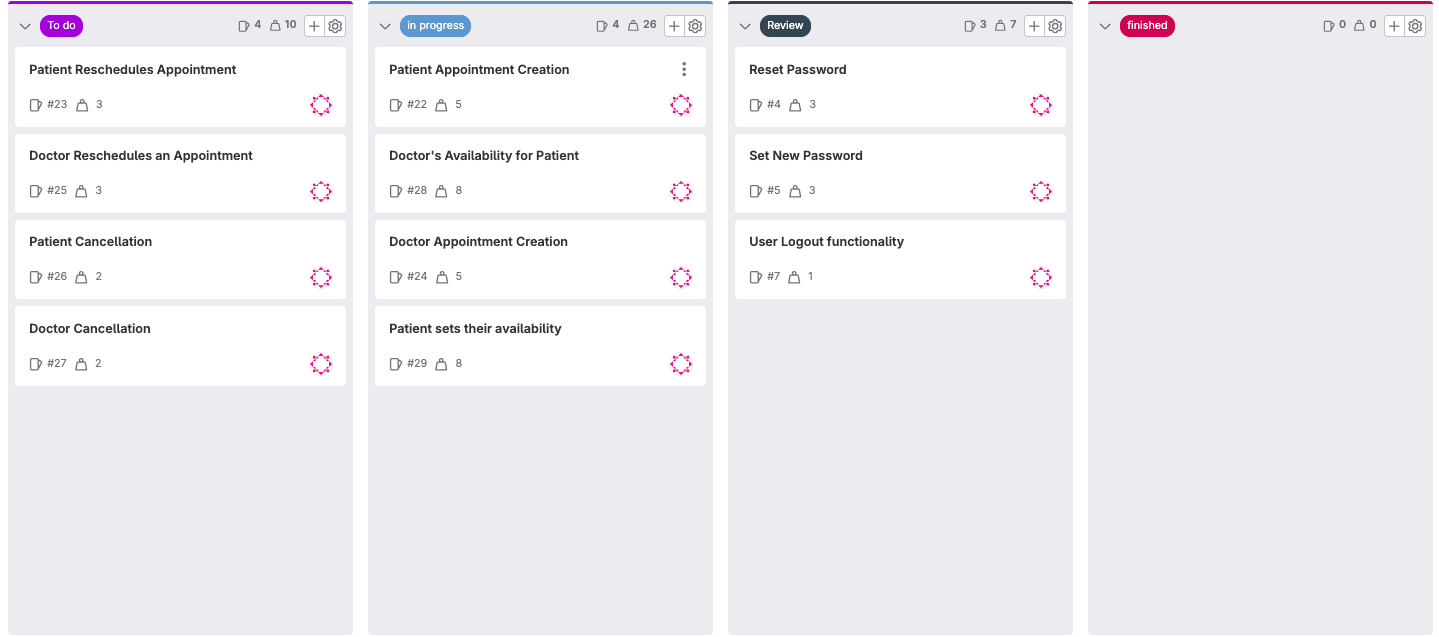 To do 4 10
Patient Reschedules Appointment
#23 3
Doctor Reschedules an Appointment
#25 3
Patient Cancellation
#26 2
Doctor Cancellation
#27 2
in progress 4 26
Patient Appointment Creation
#22 5
Doctor's Availability for Patient
#28 8
Doctor Appointment Creation
#24 5
Patient sets their availability
#29 8
Review 3 7
Reset Password
#4 3
Set New Password
#5 3
User Logout functionality
#7 1
finished 0 0